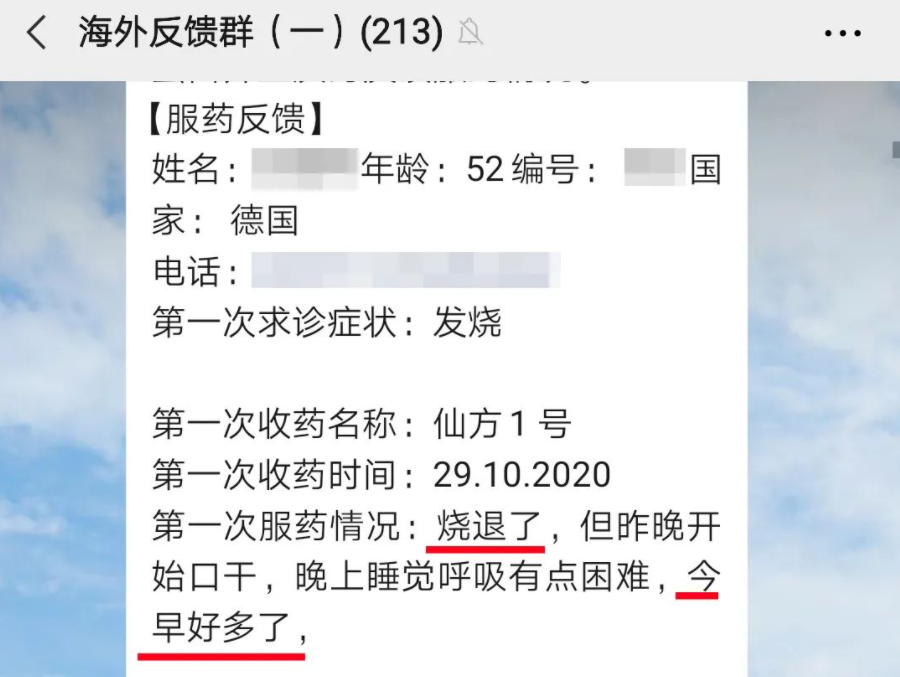 海外反馈群（一）(213)
【服药反馈】
姓名： 年龄：52 编号： 国
家：德国
电话：
第一次求诊症状：发烧
第一次收药名称：仙方 1 号
第一次收药时间：29.10.2020
第一次服药情况：烧退了，但昨晚开
始口干，晚上睡觉呼吸有点困难，今
早好多了，